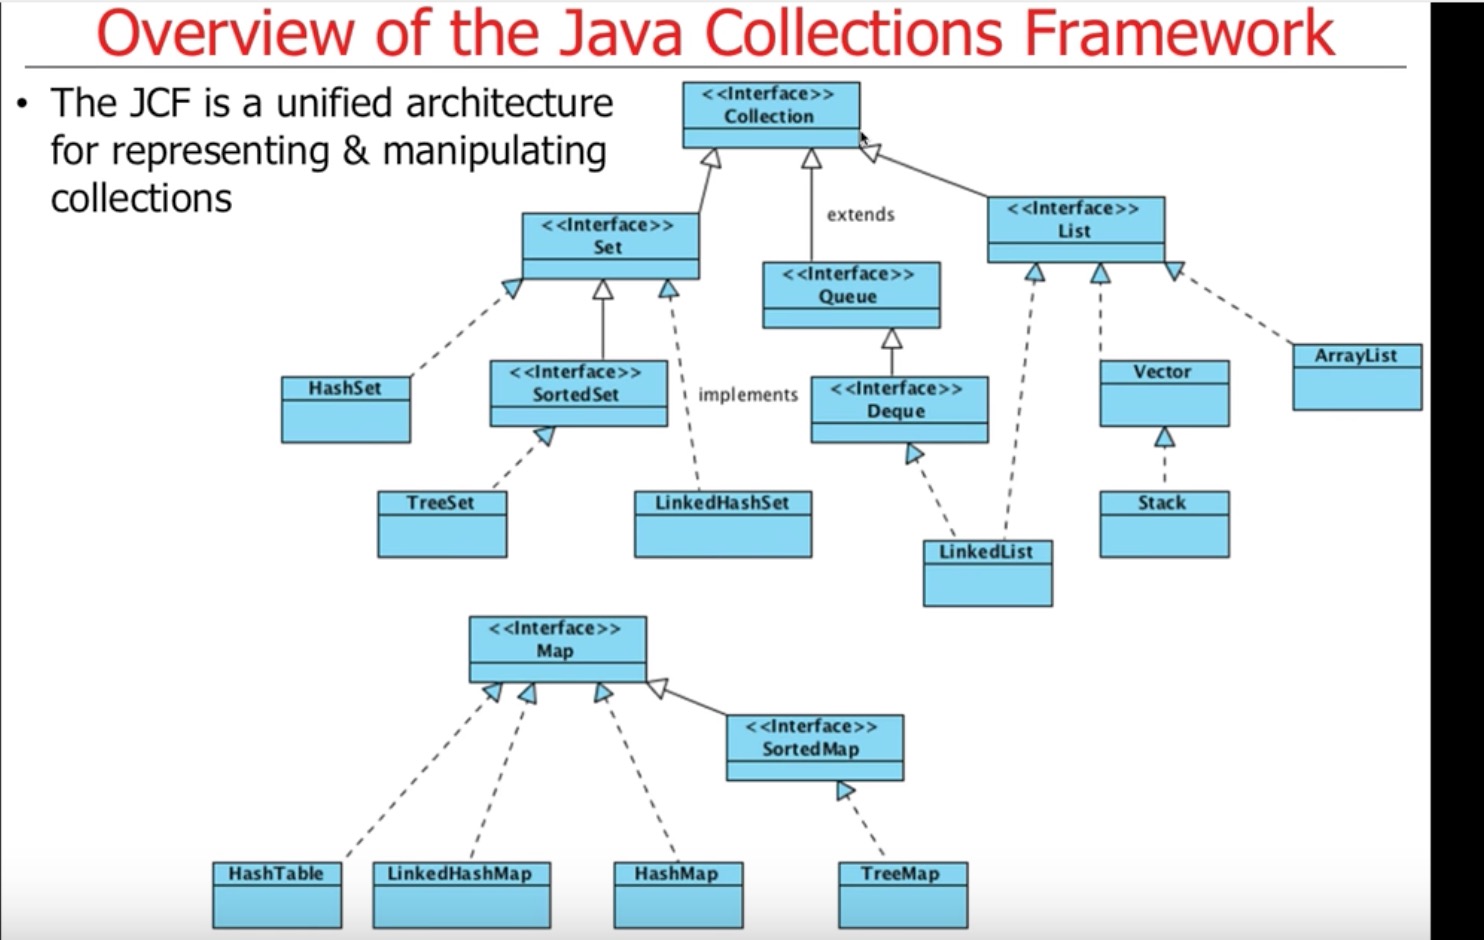 Overview of the Java Collections Framework
• The JCF is a unified architecture
for representing & manipulating
collections
<<Interface>>
Collection
<<Interface>>
Set
extends
<<Interface>>
List
<<Interface>>
Queue
HashSet
<<Interface>>
SortedSet
implements
<<Interface>>
Deque
Vector
ArrayList
TreeSet
LinkedHashSet
LinkedList
Stack
<<Interface>>
Map
<<Interface>>
SortedMap
HashTable
LinkedHashMap
HashMap
TreeMap